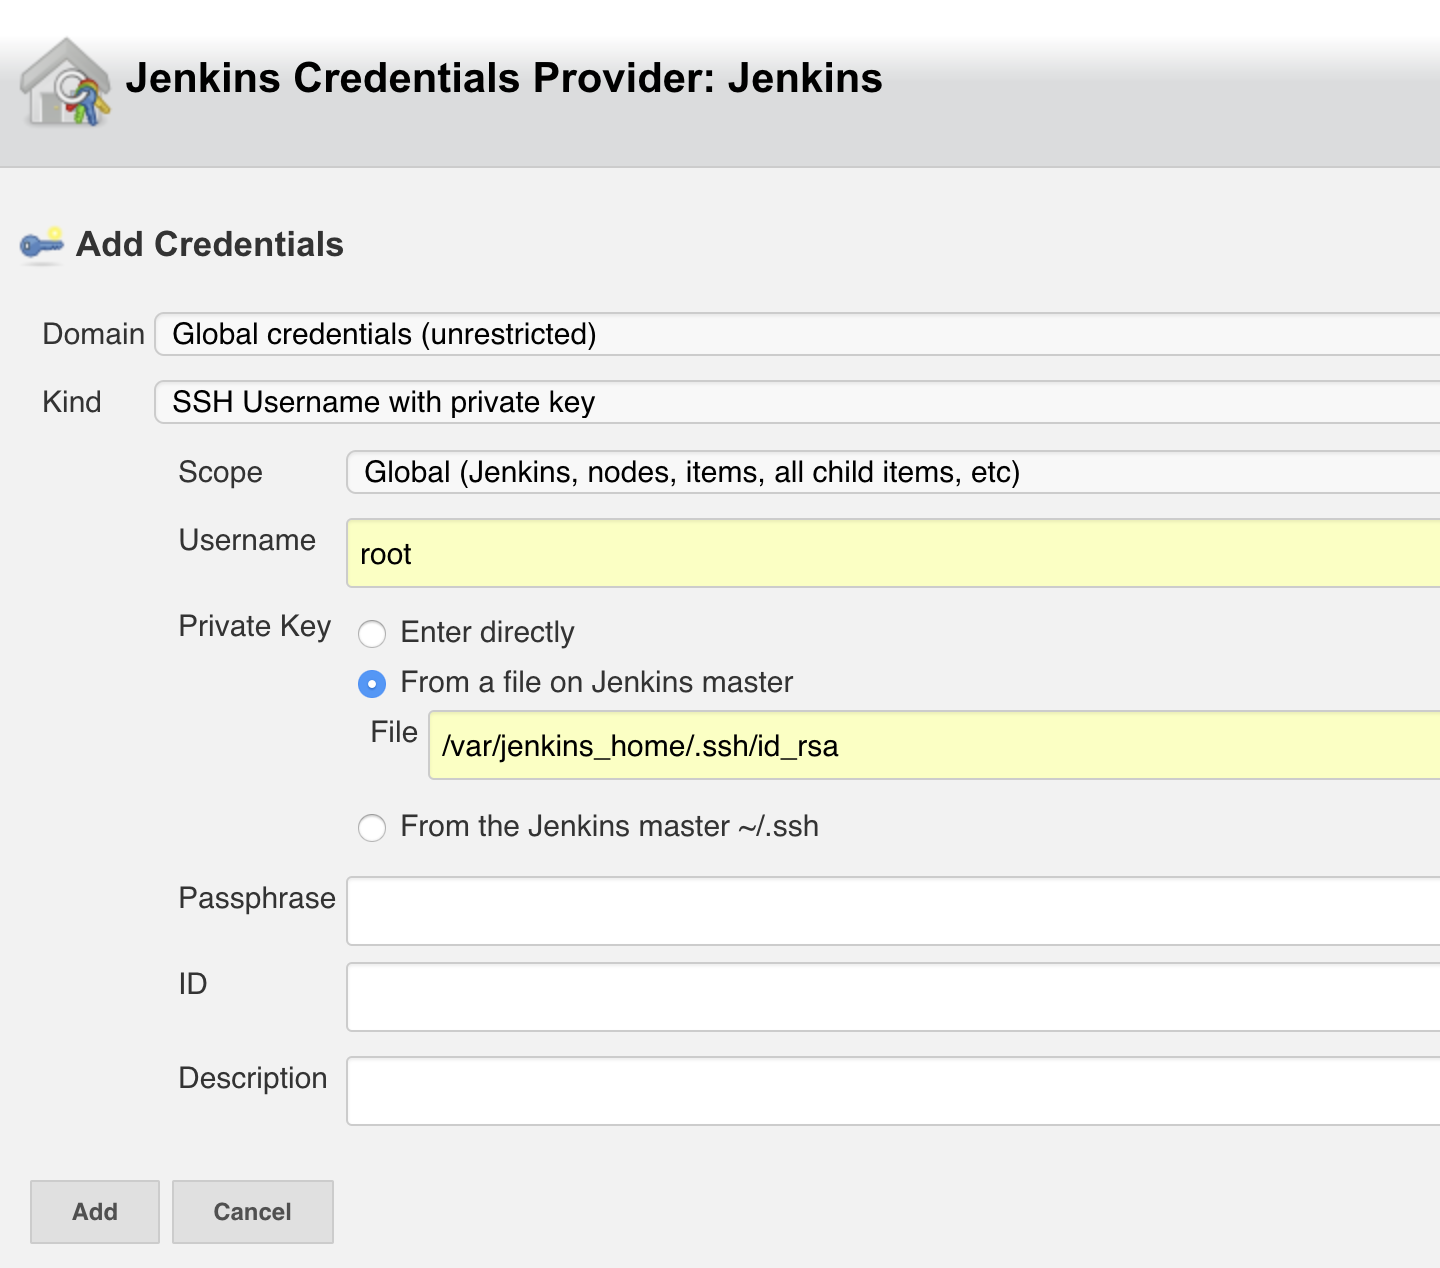 Jenkins Credentials Provider: Jenkins
Add Credentials
Domain Global credentials (unrestricted)
Kind SSH Username with private key
Scope Global (Jenkins, nodes, items, all child items, etc)
Username root
Private Key Enter directly
From a file on Jenkins master
File /var/jenkins_home/.ssh/id_rsa
From the Jenkins master ~/.ssh
Passphrase
ID
Description
Add Cancel